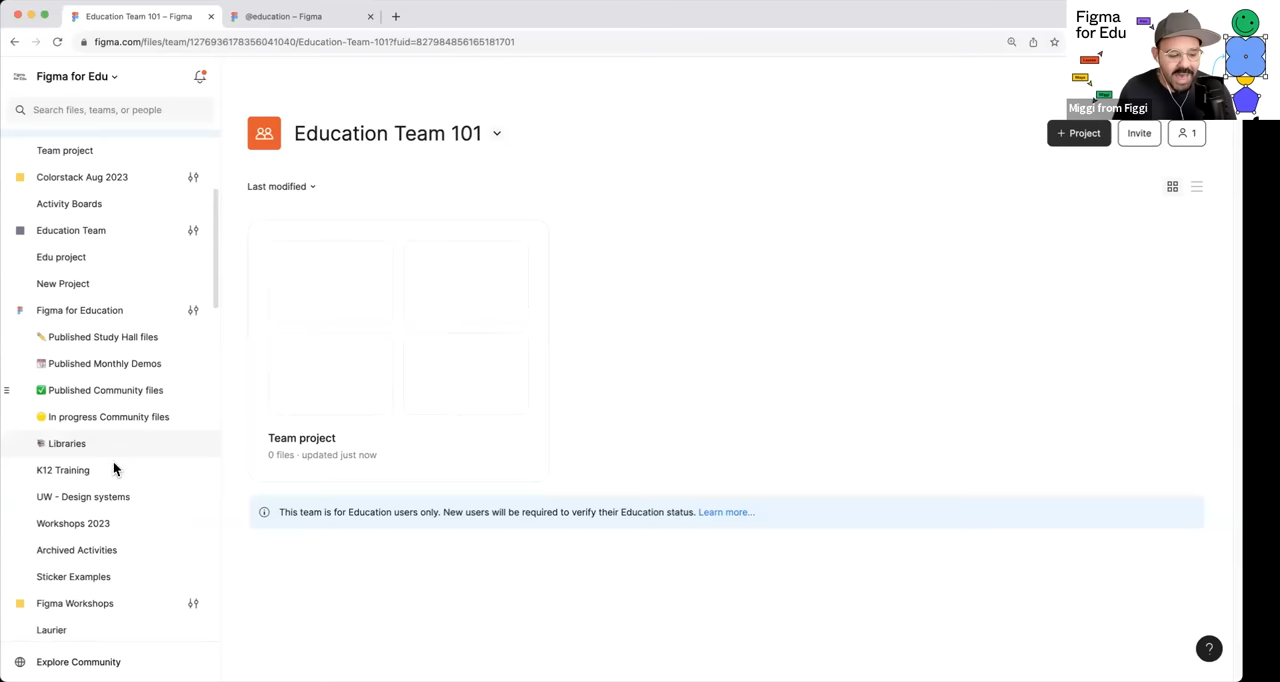 Education Team 101 – Figma
@education – Figma
figma.com/files/team/1276936178356041040/Education-Team-101?fuid=827984856165181701
Figma for Edu
Search files, teams, or people
Team project
Colorstack Aug 2023
Activity Boards
Education Team
Edu project
New Project
Figma for Education
Published Study Hall files
Published Monthly Demos
Published Community files
In progress Community files
Libraries
K12 Training
UW - Design systems
Workshops 2023
Archived Activities
Sticker Examples
Figma Workshops
Laurier
Explore Community
Education Team 101
+ Project
Invite
1
Last modified
Team project
0 files · updated just now
This team is for Education users only. New users will be required to verify their Education status. Learn more...
?
Figma
for Edu
Miggi from Figgi